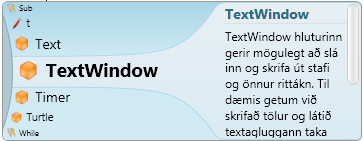 Sub
t
Text
TextWindow
Timer
Turtle
While
TextWindow
TextWindow hluturinn
gerir mögulegt að slá
inn og skrifa út stafi
og önnur rittákn. Til
dæmis getum við
skrifað tölur og látið
textagluggann taka